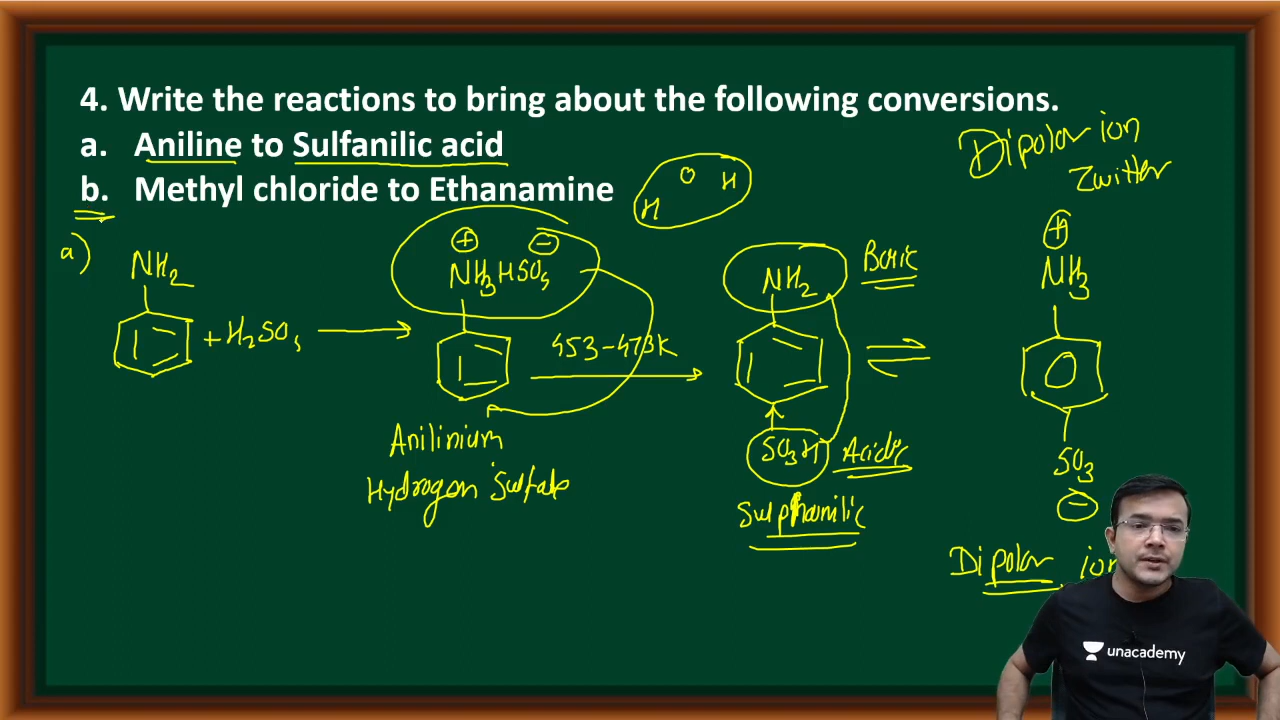 4. Write the reactions to bring about the following conversions.
a. Aniline to Sulfanilic acid
b. Methyl chloride to Ethanamine
Dipolar ion
Zwitter
O H
H
a)
NH2
+ H2SO4
⊕ ⊖
NH3HSO4
Anilinium
Hydrogen Sulfate
453-473K
NH2
Basic
SO3H
Acidic
Sulphanilic
⊕
NH3
SO3
⊖
Dipolar ion
unacademy